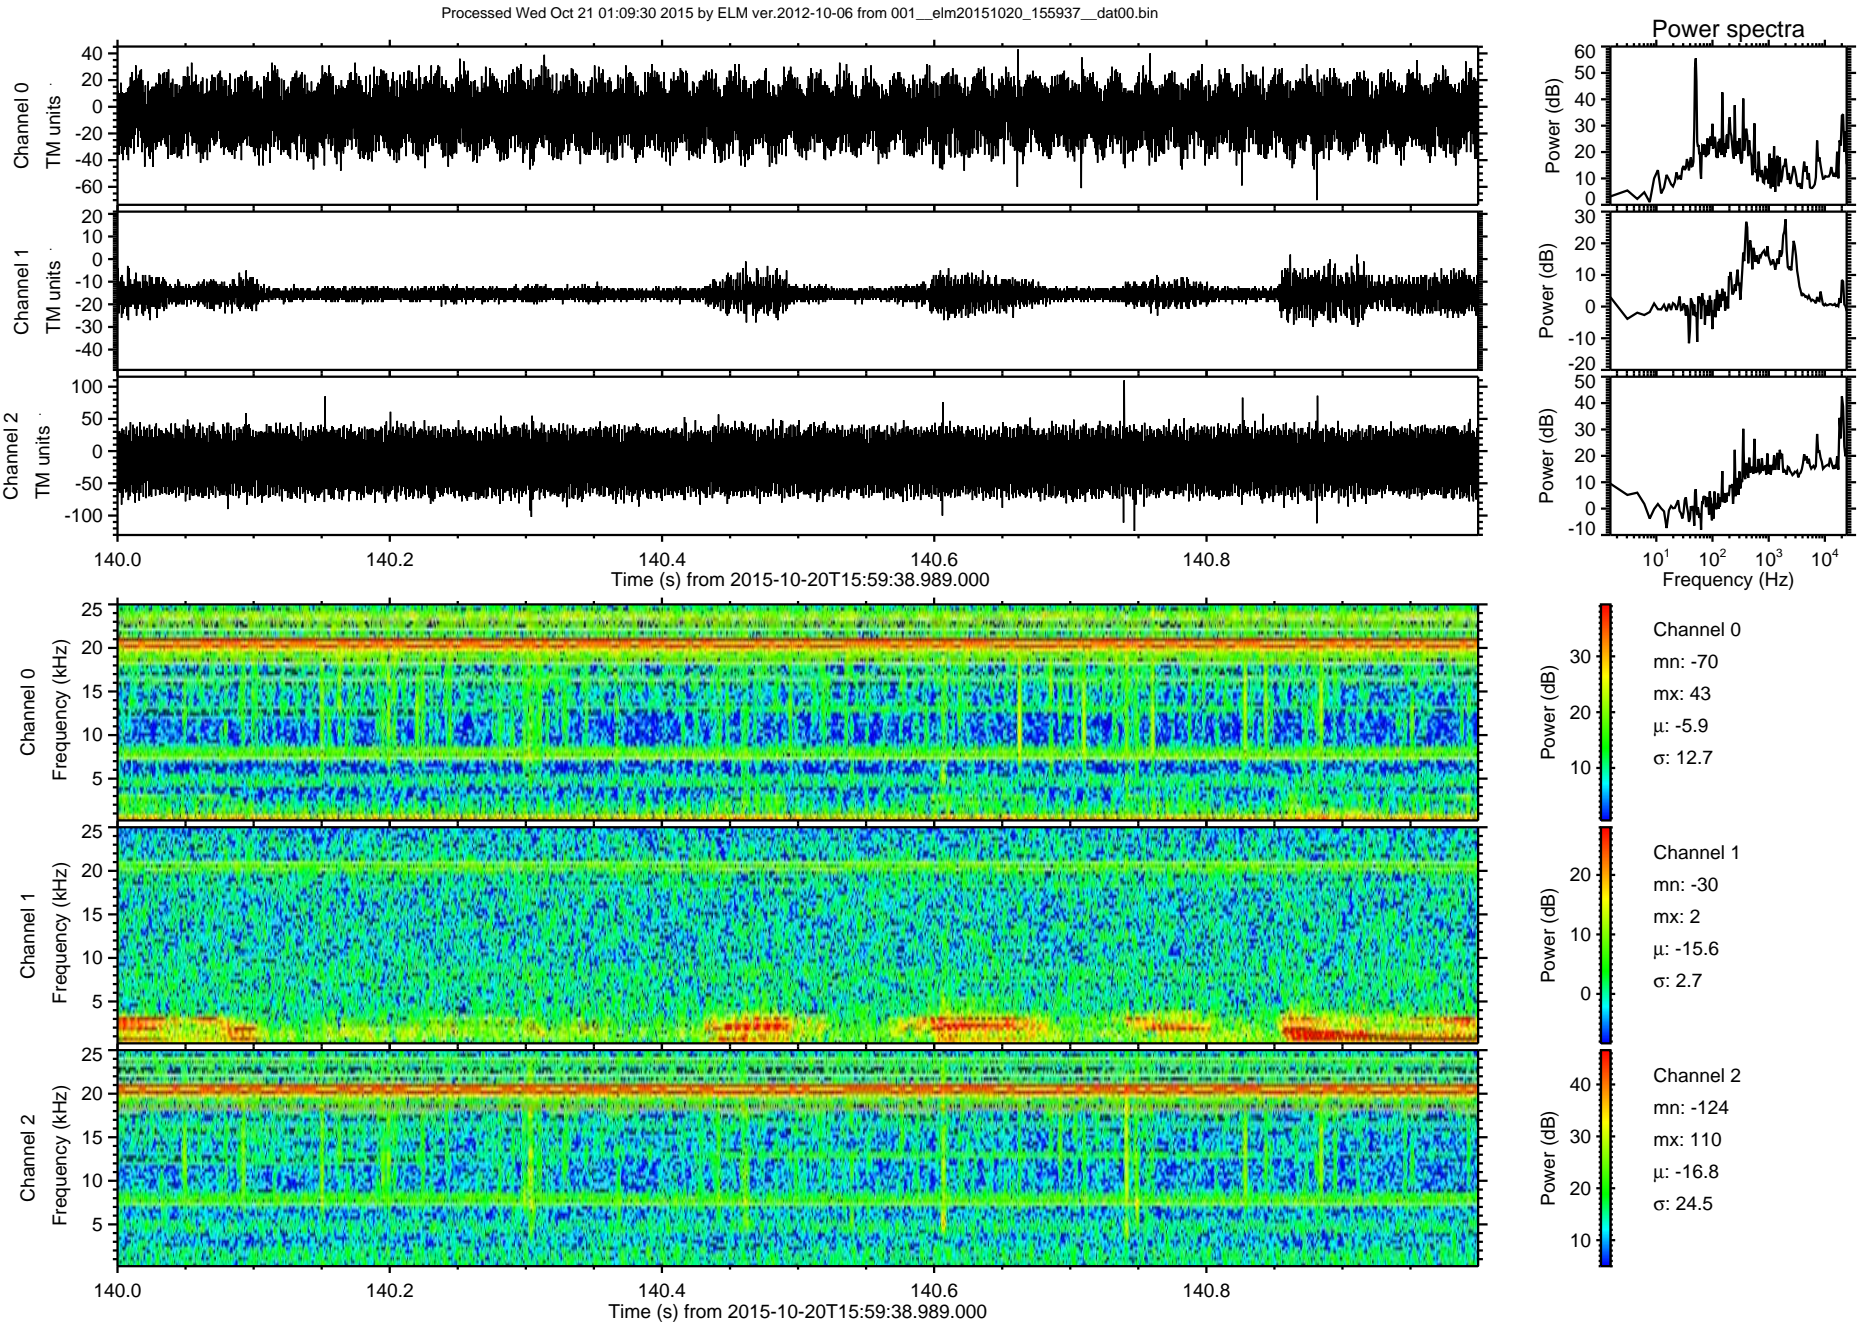 Processed Wed Oct 21 01:09:30 2015 by ELM ver.2012-10-06 from 001__elm20151020_155937__dat00.bin
Power spectra
Channel 0
TM units
40
20
0
-20
-40
-60
Power (dB)
60
50
40
30
20
10
0
Channel 1
TM units
20
10
0
-10
-20
-30
-40
Power (dB)
30
20
10
0
-10
-20
Channel 2
TM units
100
50
0
-50
-100
Power (dB)
50
40
30
20
10
0
-10
140.0 140.2 140.4 140.6 140.8
Time (s) from 2015-10-20T15:59:38.989.000
10^1 10^2 10^3 10^4
Frequency (Hz)
Channel 0
Frequency (kHz)
25
20
15
10
5
Power (dB)
30
20
10
Channel 0
mn: -70
mx: 43
μ: -5.9
σ: 12.7
Channel 1
Frequency (kHz)
25
20
15
10
5
Power (dB)
20
10
0
Channel 1
mn: -30
mx: 2
μ: -15.6
σ: 2.7
Channel 2
Frequency (kHz)
25
20
15
10
5
Power (dB)
40
30
20
10
Channel 2
mn: -124
mx: 110
μ: -16.8
σ: 24.5
140.0 140.2 140.4 140.6 140.8
Time (s) from 2015-10-20T15:59:38.989.000